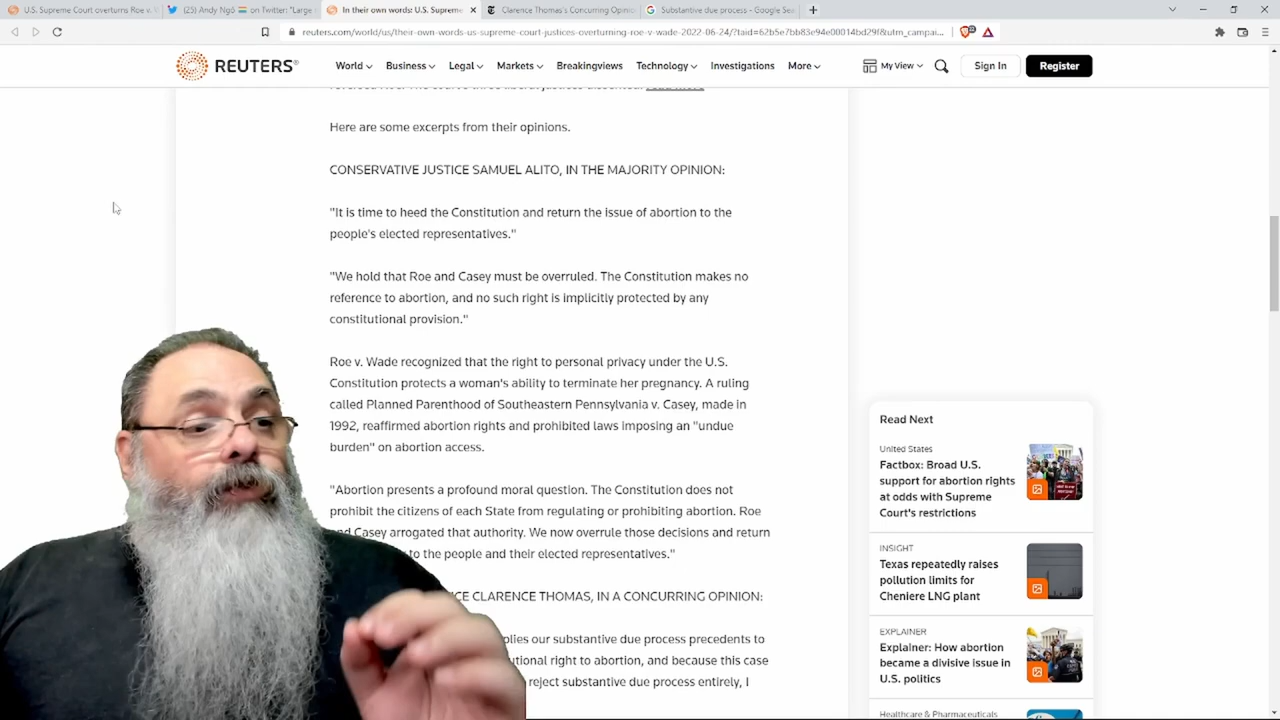 U.S. Supreme Court overturns Roe v.
(25) Andy Ngô on Twitter: "Large
In their own words: U.S. Supreme
Clarence Thomas's Concurring Opinio
Substantive due process - Google Sea
reuters.com/world/us/their-own-words-us-supreme-court-justices-overturning-roe-v-wade-2022-06-24/?taid=62b5e7bb83e94e00014bd29f&utm_campai...
REUTERS®
World
Business
Legal
Markets
Breakingviews
Technology
Investigations
More
My View
Sign In
Register
Here are some excerpts from their opinions.
CONSERVATIVE JUSTICE SAMUEL ALITO, IN THE MAJORITY OPINION:
"It is time to heed the Constitution and return the issue of abortion to the
people's elected representatives."
"We hold that Roe and Casey must be overruled. The Constitution makes no
reference to abortion, and no such right is implicitly protected by any
constitutional provision."
Roe v. Wade recognized that the right to personal privacy under the U.S.
Constitution protects a woman's ability to terminate her pregnancy. A ruling
called Planned Parenthood of Southeastern Pennsylvania v. Casey, made in
1992, reaffirmed abortion rights and prohibited laws imposing an "undue
burden" on abortion access.
"Abortion presents a profound moral question. The Constitution does not
prohibit the citizens of each State from regulating or prohibiting abortion. Roe
and Casey arrogated that authority. We now overrule those decisions and return
to the people and their elected representatives."
CLARENCE THOMAS, IN A CONCURRING OPINION:
our substantive due process precedents to
right to abortion, and because this case
reject substantive due process entirely, I
Read Next
United States
Factbox: Broad U.S.
support for abortion rights
at odds with Supreme
Court's restrictions
INSIGHT
Texas repeatedly raises
pollution limits for
Cheniere LNG plant
EXPLAINER
Explainer: How abortion
became a divisive issue in
U.S. politics
Healthcare & Pharmaceuticals